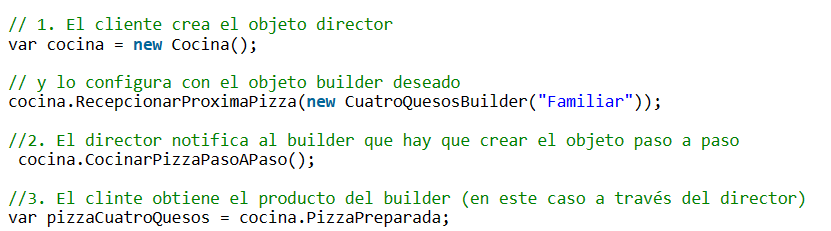 // 1. El cliente crea el objeto director
var cocina = new Cocina();
// y lo configura con el objeto builder deseado
cocina.RecepcionarProximaPizza(new CuatroQuesosBuilder("Familiar"));
//2. El director notifica al builder que hay que crear el objeto paso a paso
cocina.CocinarPizzaPasoAPaso();
//3. El clinte obtiene el producto del builder (en este caso a través del director)
var pizzaCuatroQuesos = cocina.PizzaPreparada;